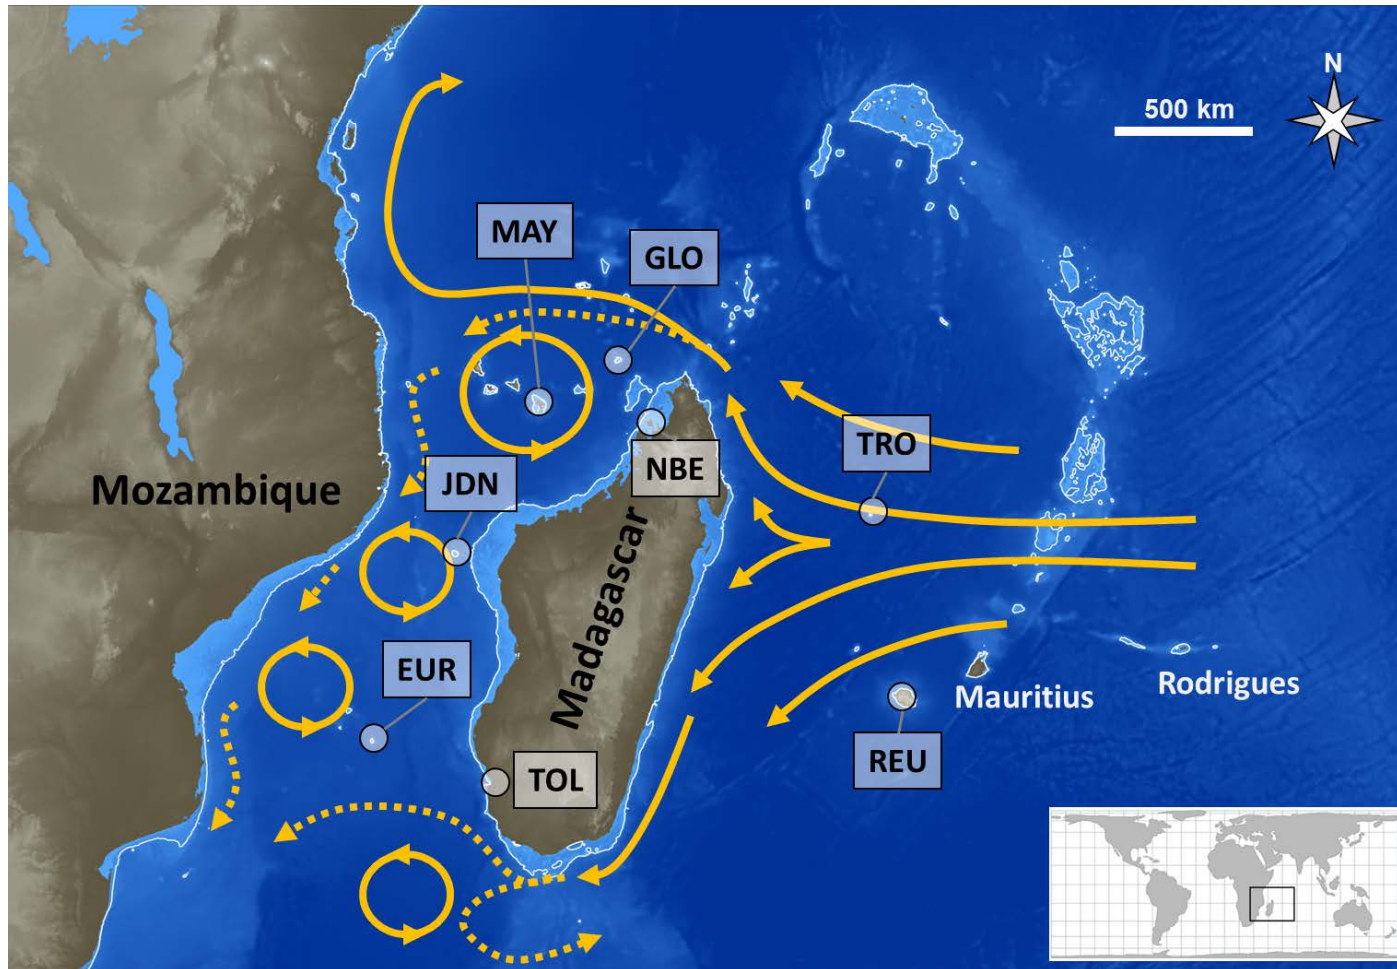 N
500 km
MAY
GLO
TRO
JDN
NBE
Mozambique
Madagascar
EUR
Mauritius
Rodrigues
REU
TOL